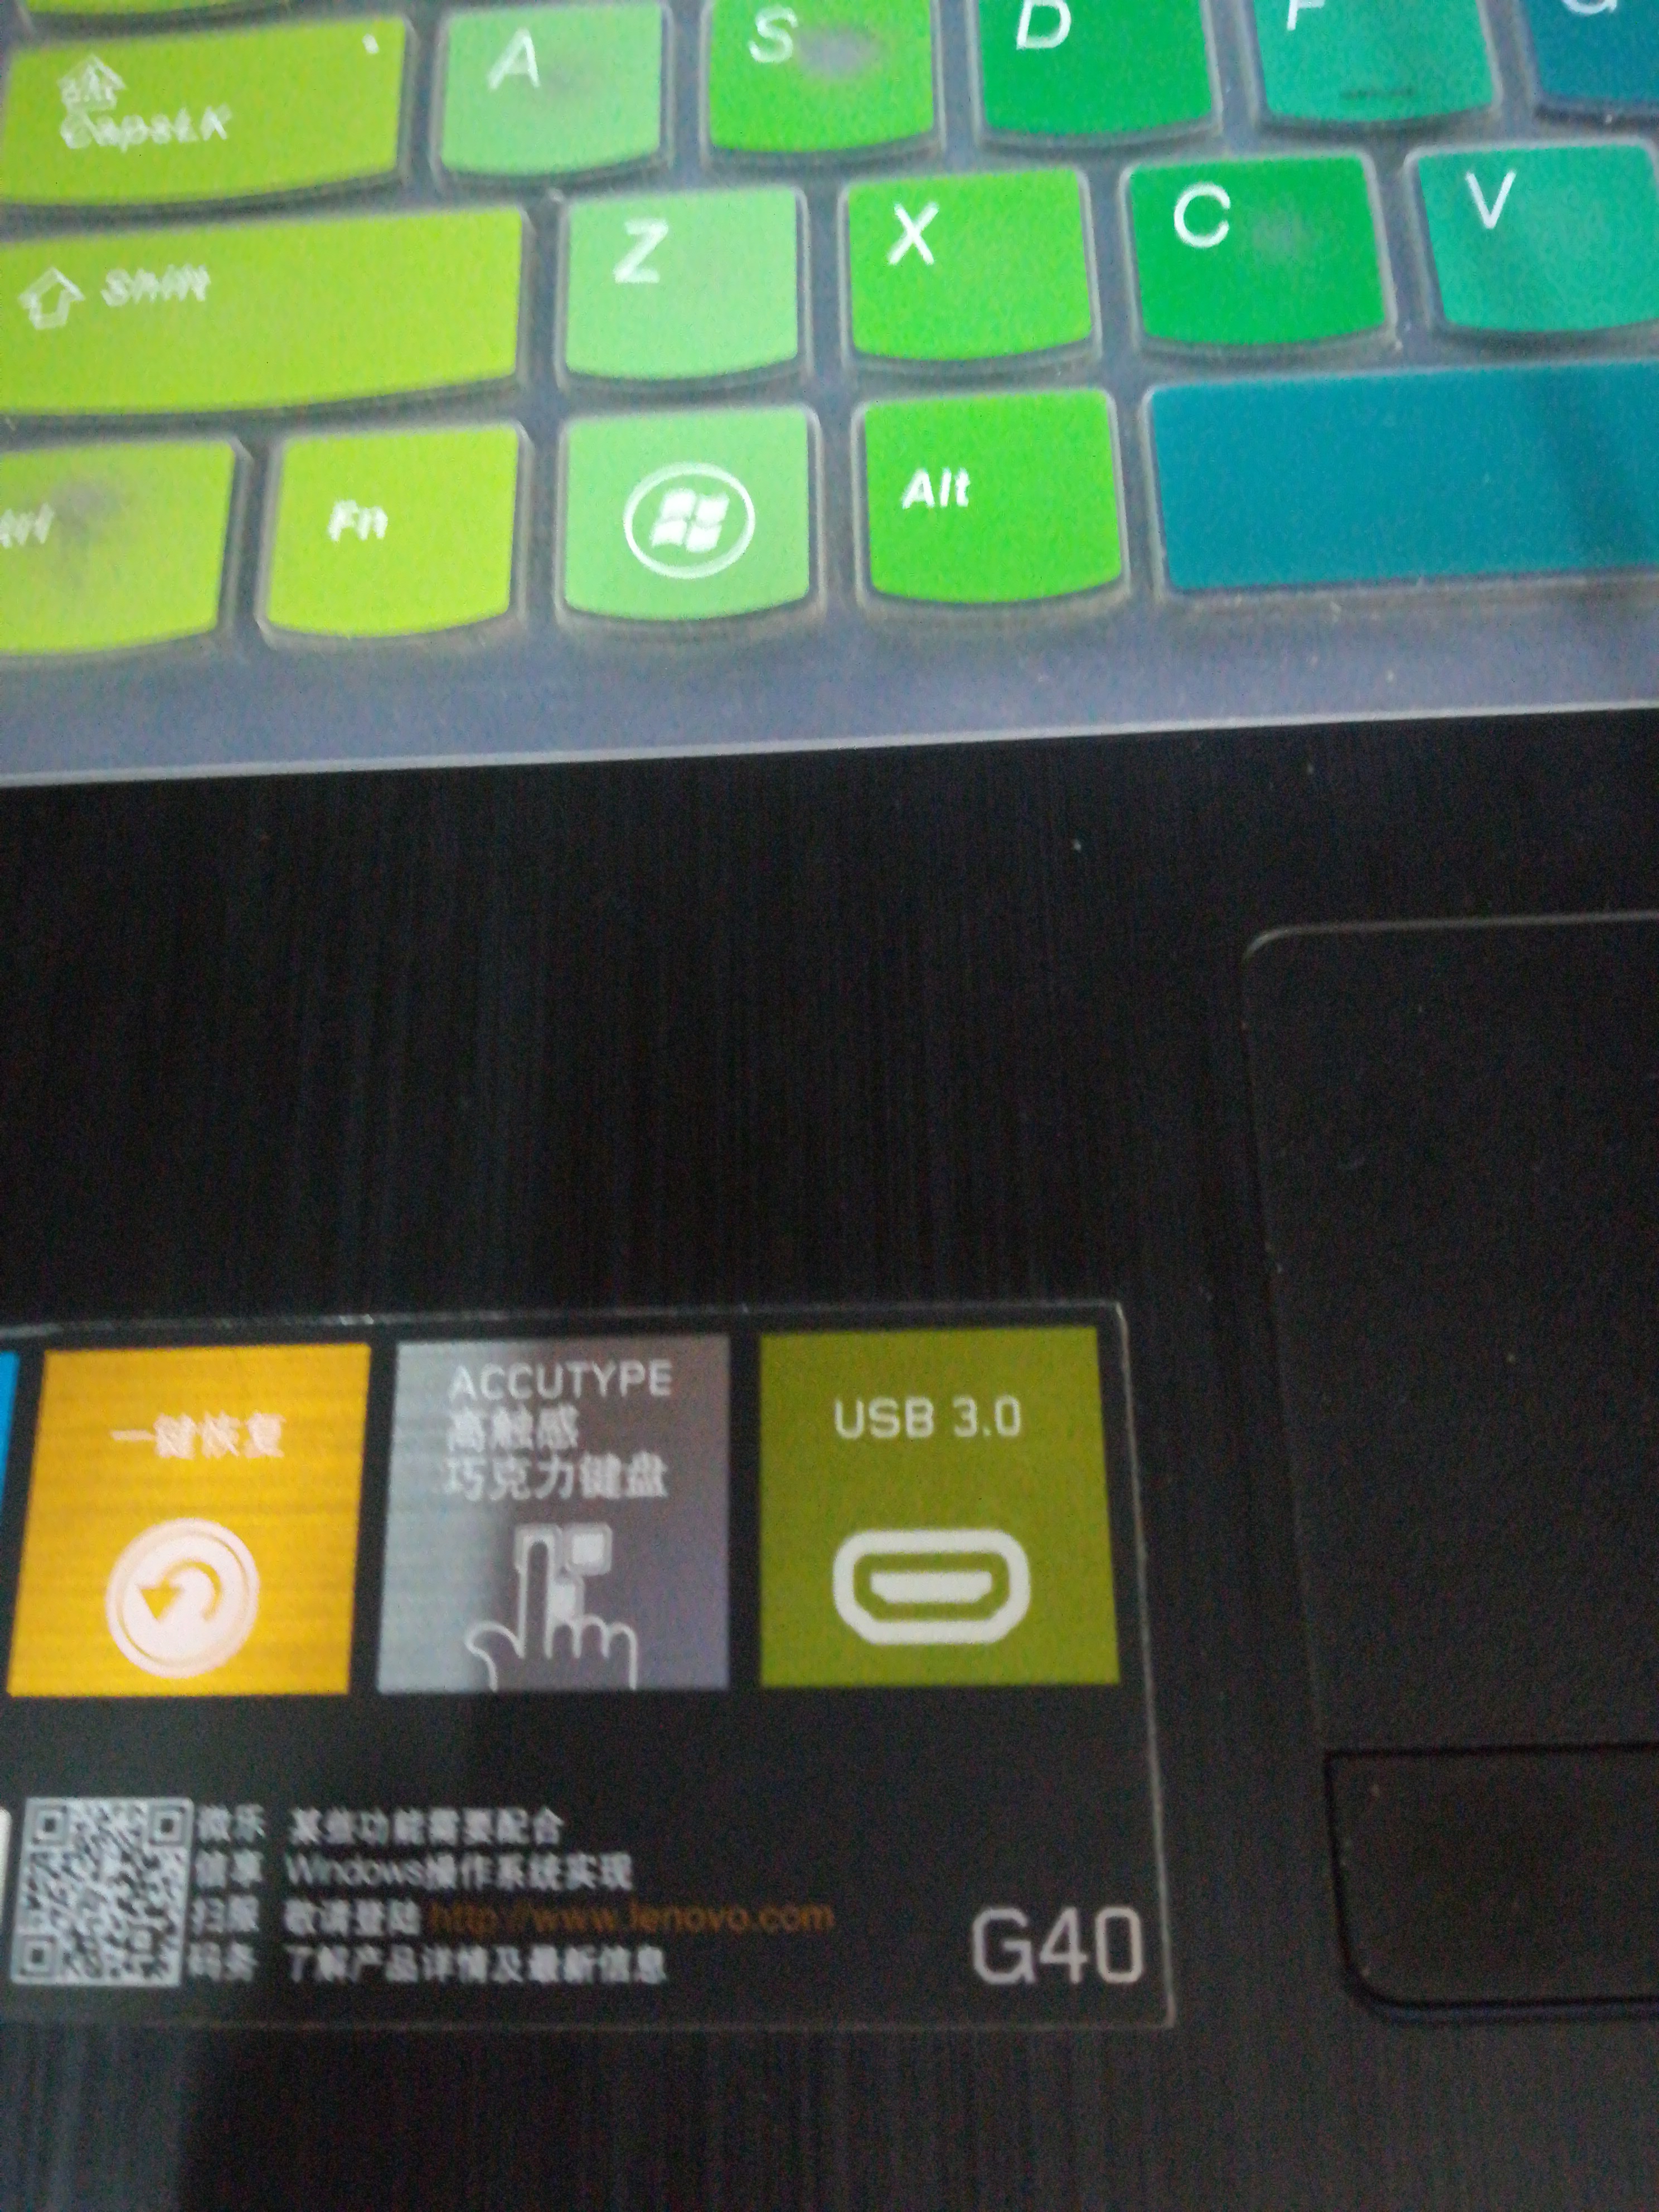 A
S
D
F
CapsLK
Z
X
C
V
Shift
Fn
Alt
一键恢复
ACCUTYPE
高触感
巧克力键盘
USB 3.0
微乐 某些功能需要配合
信享 Windows操作系统实现
扫服 敬请登陆 http://www.lenovo.com
码务 了解产品详情及最新信息
G40